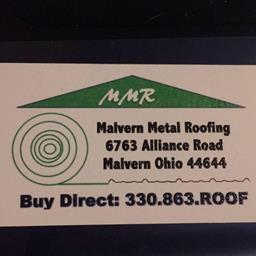 MMR
Malvern Metal Roofing
6763 Alliance Road
Malvern Ohio 44644
Buy Direct: 330.863.ROOF